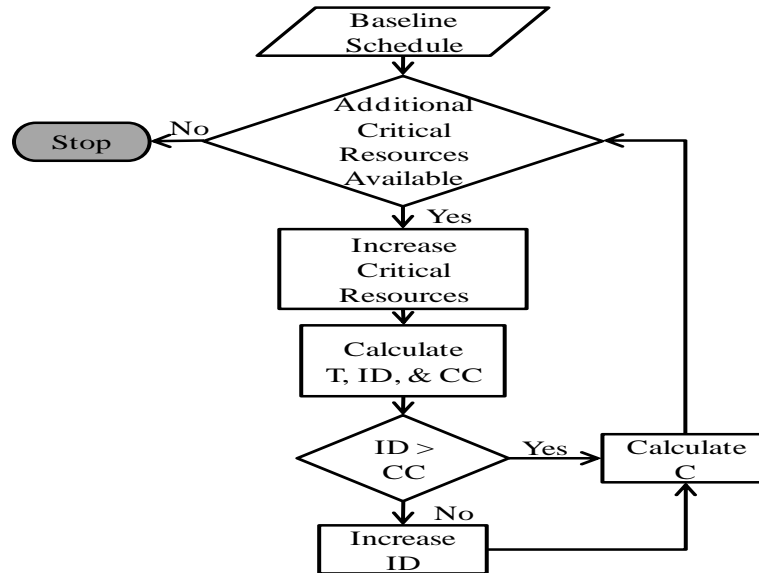 Baseline
Schedule
Additional
Critical
Resources
Available
No
Stop
Yes
Increase
Critical
Resources
Calculate
T, ID, & CC
ID >
CC
Yes
Calculate
C
No
Increase
ID